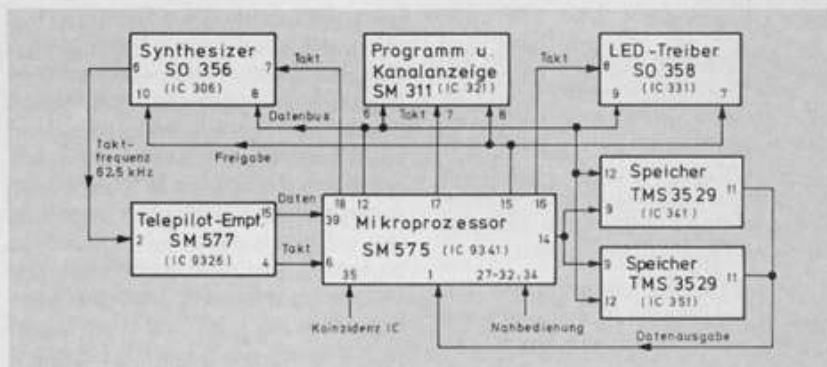 Synthesizer
SO 356
(IC 306)
6
7
10
8
Takt
Programm u.
Kanalanzeige
SM 311 (IC 321)
6
Takt
7
8
Takt
LED-Treiber
SO 358
(IC 331)
8
9
7
Datenbus
Freigabe
Takt-
frequenz
62,5 kHz
Telepilot-Empf.
SM 577
(IC 9326)
2
15
4
Daten
Takt
18
12
17
15
16
39
6
14
Mikroprozessor
SM 575 (IC 9341)
35
1
27-32,34
Koinzidenz IC
Nahbedienung
Speicher
TMS 3529
(IC 341)
12
9
11
Speicher
TMS 3529
(IC 351)
9
12
11
Datenausgabe